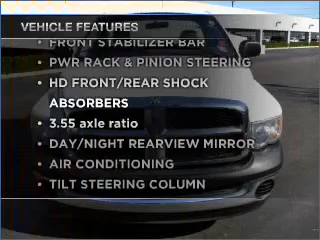 VEHICLE FEATURES
• FRONT STABILIZER BAR
• PWR RACK & PINION STEERING
• HD FRONT/REAR SHOCK
ABSORBERS
• 3.55 axle ratio
• DAY/NIGHT REARVIEW MIRROR
• AIR CONDITIONING
• TILT STEERING COLUMN